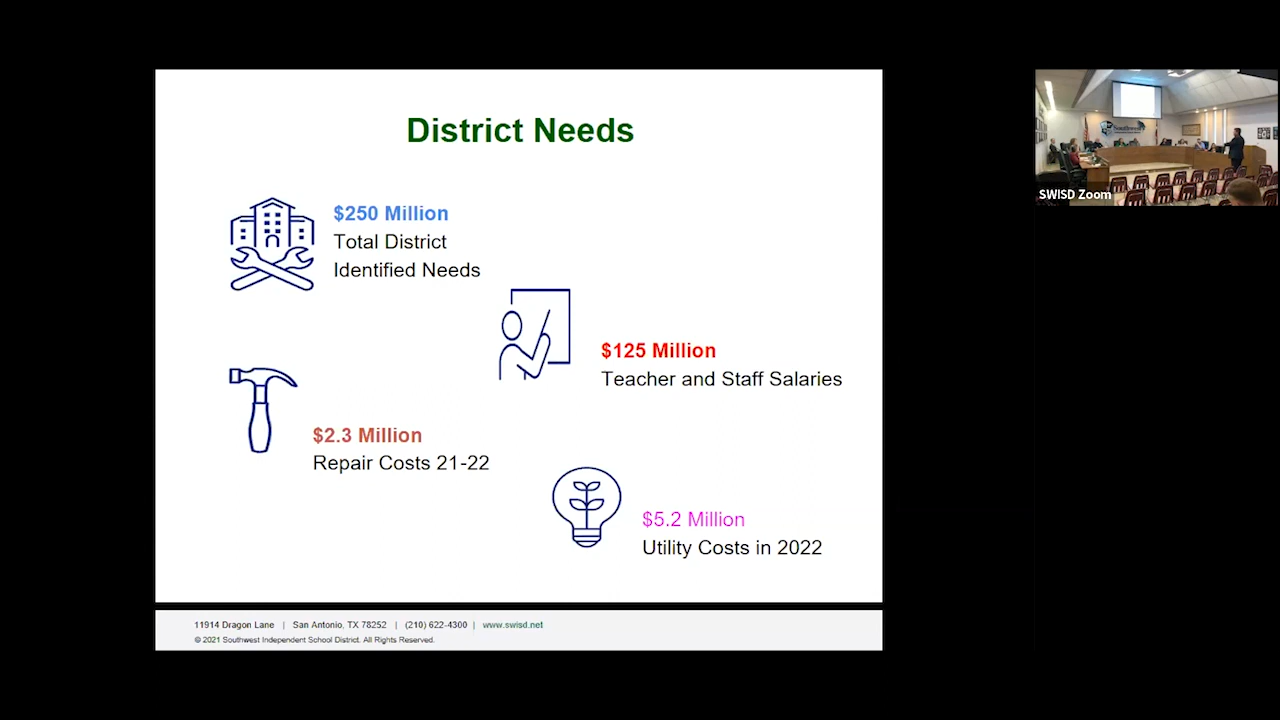 District Needs
$250 Million
Total District
Identified Needs
$125 Million
Teacher and Staff Salaries
$2.3 Million
Repair Costs 21-22
$5.2 Million
Utility Costs in 2022
11914 Dragon Lane | San Antonio, TX 78252 | (210) 622-4300 | www.swisd.net
© 2021 Southwest Independent School District. All Rights Reserved.
Southwest
SWISD Zoom